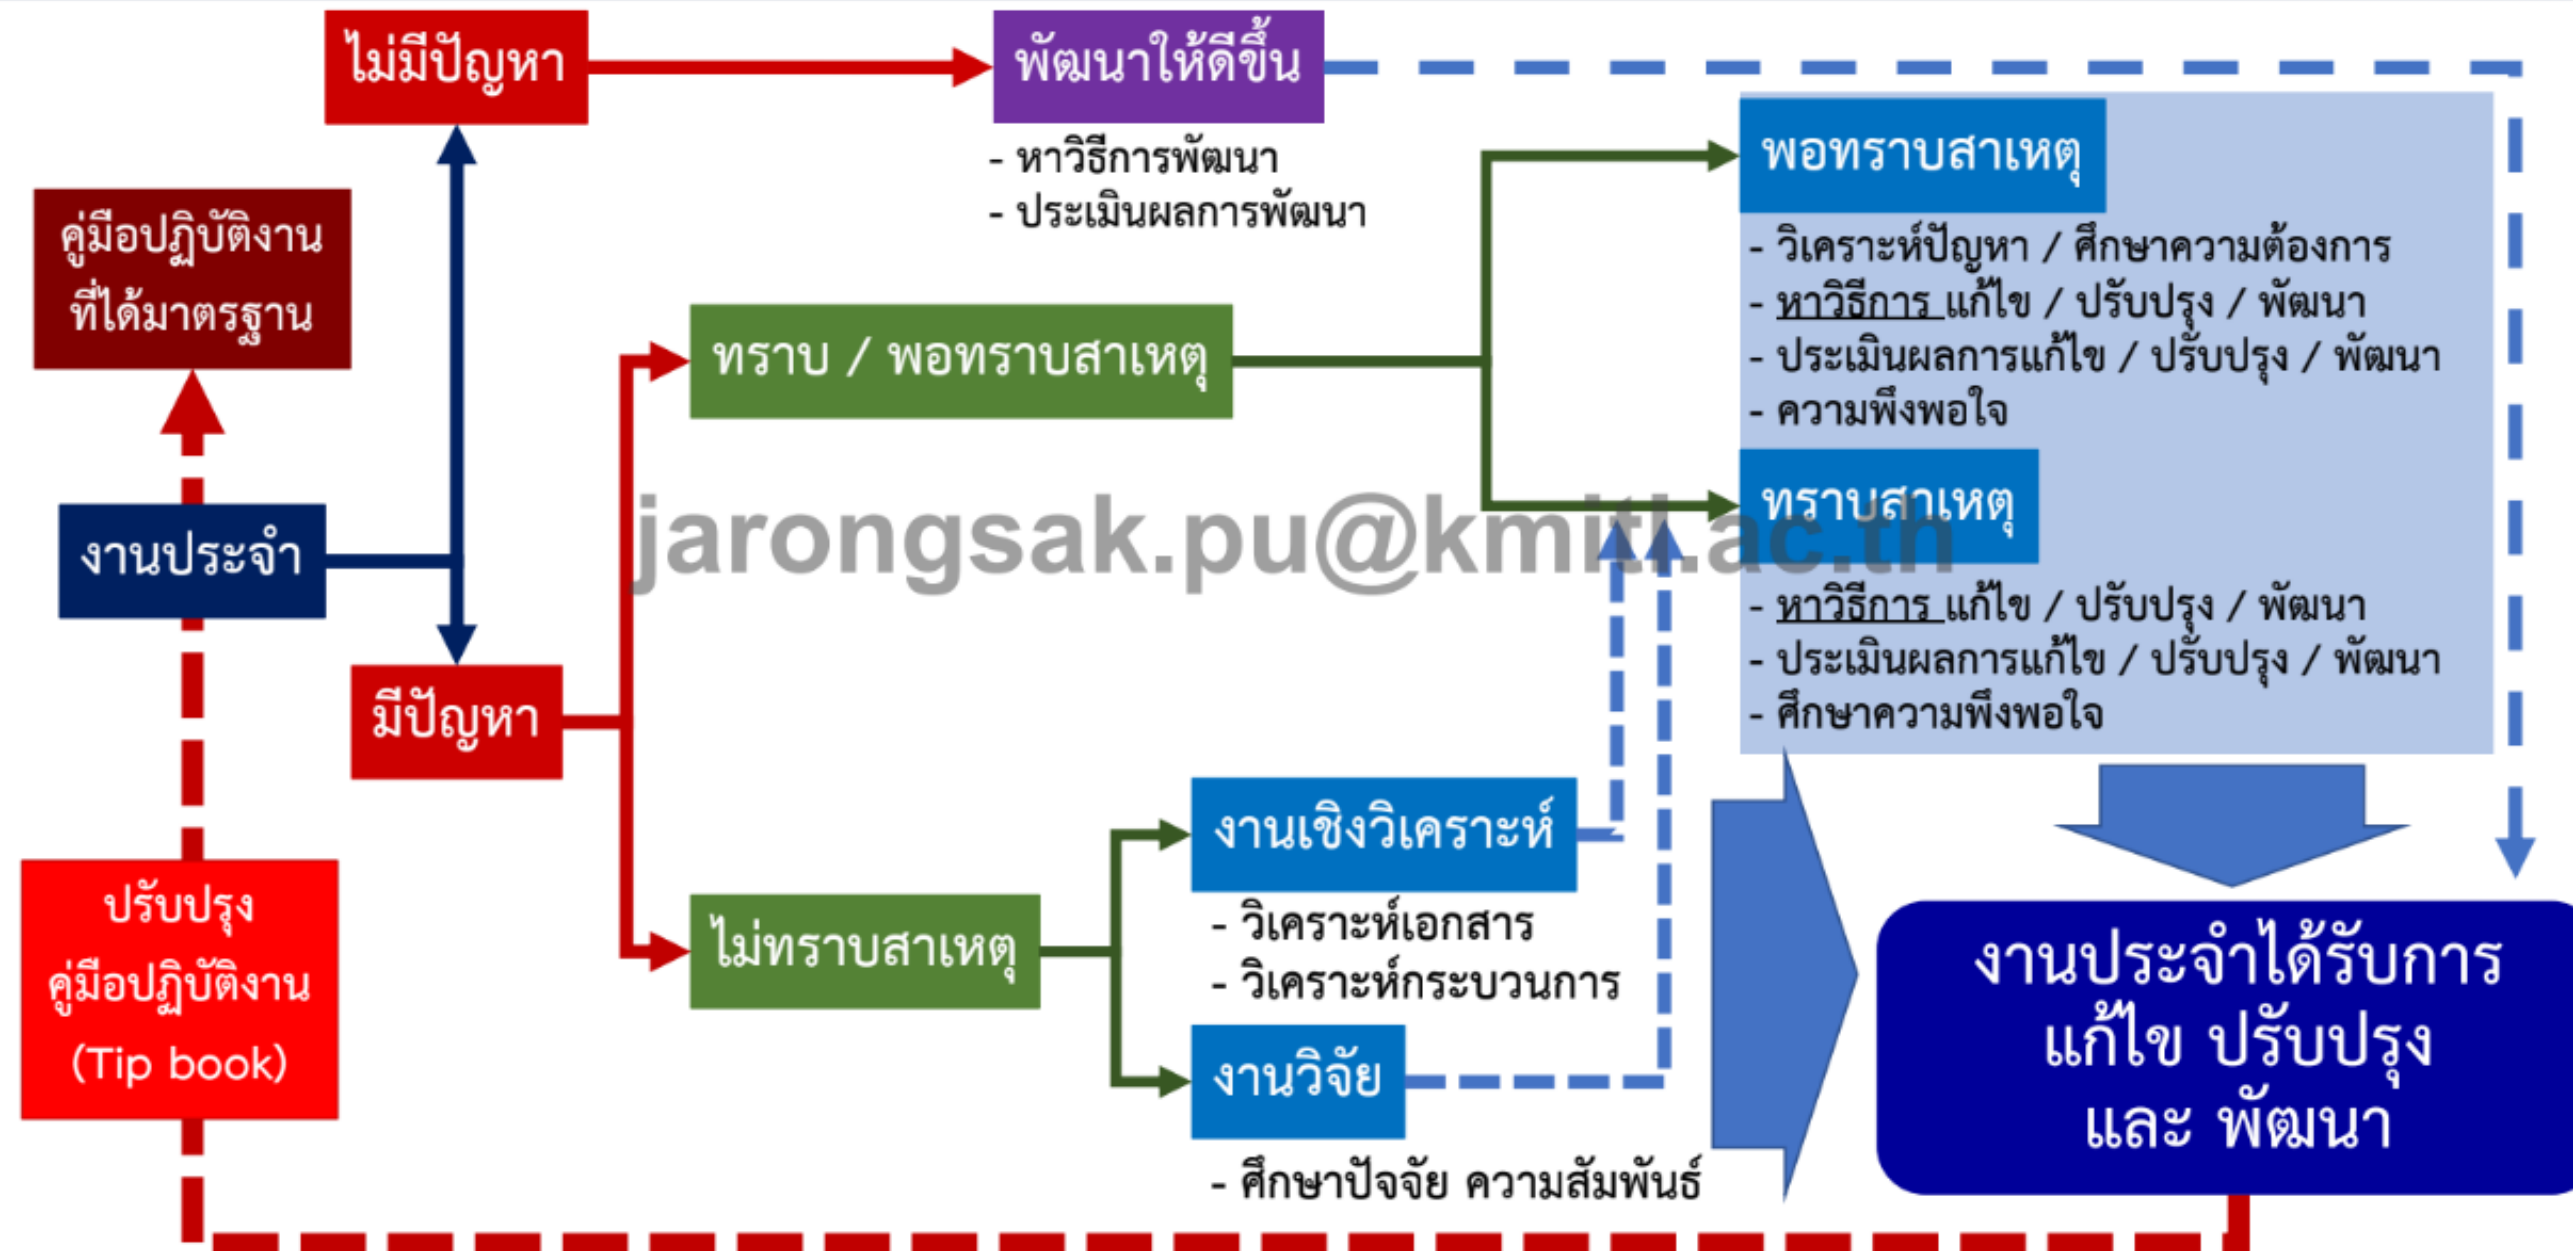 ไม่มีปัญหา
พัฒนาให้ดีขึ้น
- หาวิธีการพัฒนา
- ประเมินผลการพัฒนา
พอทราบสาเหตุ
- วิเคราะห์ปัญหา / ศึกษาความต้องการ
- หาวิธีการ แก้ไข / ปรับปรุง / พัฒนา
- ประเมินผลการแก้ไข / ปรับปรุง / พัฒนา
- ความพึงพอใจ
คู่มือปฏิบัติงาน
ที่ได้มาตรฐาน
ทราบ / พอทราบสาเหตุ
ทราบสาเหตุ
- หาวิธีการ แก้ไข / ปรับปรุง / พัฒนา
- ประเมินผลการแก้ไข / ปรับปรุง / พัฒนา
- ศึกษาความพึงพอใจ
jarongsak.pu@kmitl.ac.th
งานประจำ
มีปัญหา
งานเชิงวิเคราะห์
- วิเคราะห์เอกสาร
- วิเคราะห์กระบวนการ
ไม่ทราบสาเหตุ
งานวิจัย
- ศึกษาปัจจัย ความสัมพันธ์
ปรับปรุง
คู่มือปฏิบัติงาน
(Tip book)
งานประจำได้รับการ
แก้ไข ปรับปรุง
และ พัฒนา